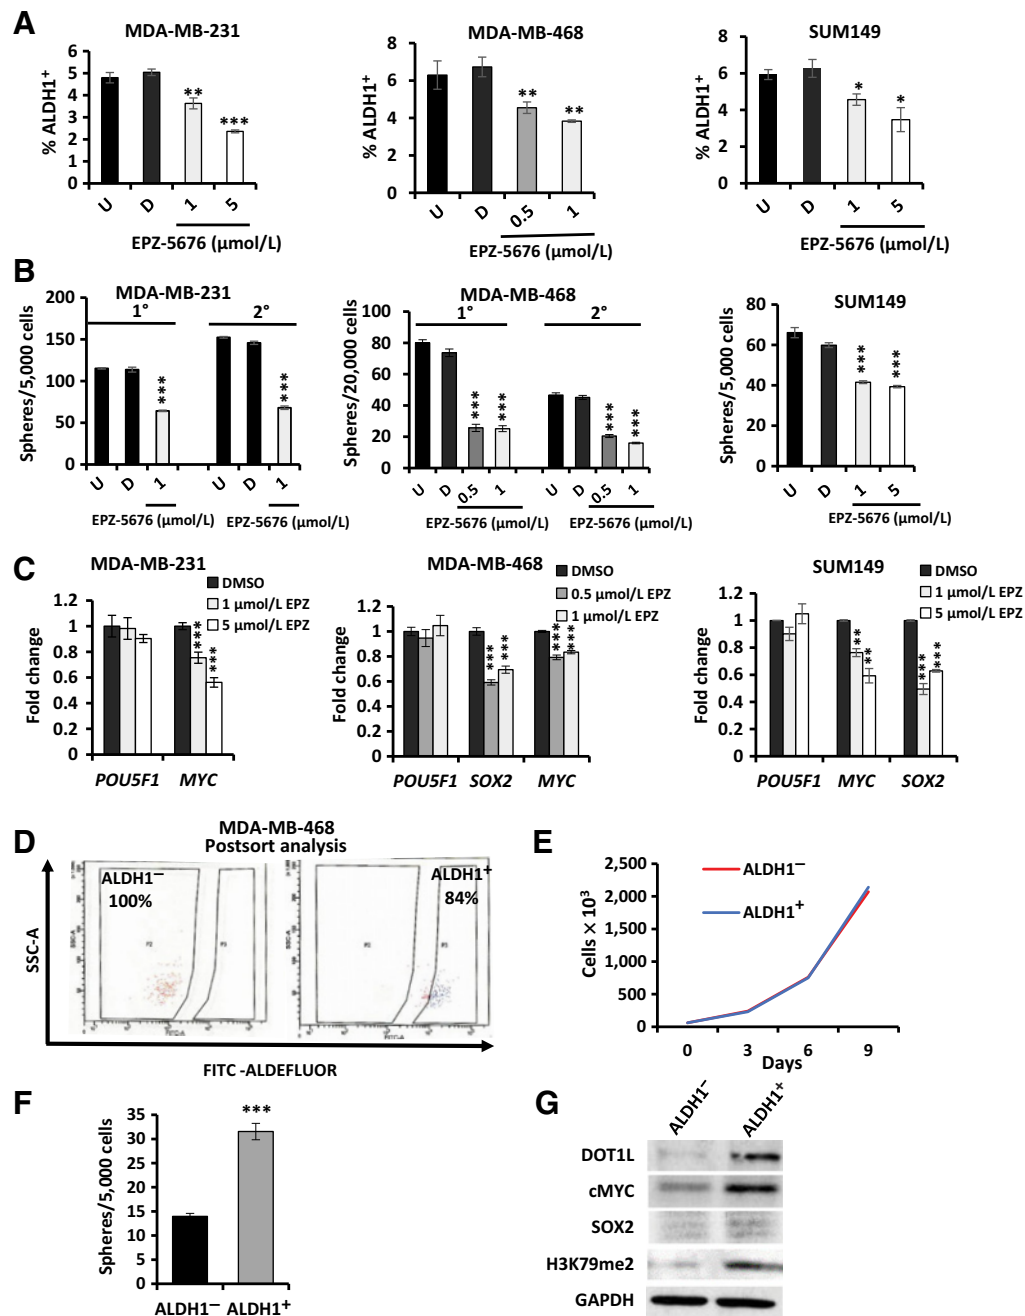 A
MDA-MB-231
MDA-MB-468
SUM149
% ALDH1+
6
5
4
3
2
1
0
** ***
U D 1 5
EPZ-5676 (µmol/L)
% ALDH1+
8
6
4
2
0
** **
U D 0.5 1
EPZ-5676 (µmol/L)
% ALDH1+
8
6
4
2
0
* *
U D 1 5
EPZ-5676 (µmol/L)
B
MDA-MB-231
1° 2°
Spheres/5,000 cells
200
150
100
50
0
*** ***
U D 1 U D 1
EPZ-5676 (µmol/L) EPZ-5676 (µmol/L)
MDA-MB-468
1° 2°
Spheres/20,000 cells
100
80
60
40
20
0
*** *** *** ***
U D 0.5 1 U D 0.5 1
EPZ-5676 (µmol/L) EPZ-5676 (µmol/L)
SUM149
Spheres/5,000 cells
80
60
40
20
0
*** ***
U D 1 5
EPZ-5676 (µmol/L)
C
MDA-MB-231
DMSO
1 µmol/L EPZ
5 µmol/L EPZ
Fold change
1.2
1
0.8
0.6
0.4
0.2
0
*** ***
POU5F1 MYC
MDA-MB-468
DMSO
0.5 µmol/L EPZ
1 µmol/L EPZ
Fold change
1.2
1
0.8
0.6
0.4
0.2
0
*** *** *** ***
POU5F1 SOX2 MYC
SUM149
DMSO
1 µmol/L EPZ
5 µmol/L EPZ
Fold change
1.2
1
0.8
0.6
0.4
0.2
0
** ** *** ***
POU5F1 MYC SOX2
D
MDA-MB-468
Postsort analysis
SSC-A
ALDH1−
100%
P2 P3
SSC-A
FITC-A
ALDH1+
84%
P3
SSC-A
FITC-A
FITC -ALDEFLUOR
E
Cells × 10³
2,500
2,000
1,500
1,000
500
0
ALDH1−
ALDH1+
0 3 6 9
Days
F
Spheres/5,000 cells
35
30
25
20
15
10
5
0
***
ALDH1− ALDH1+
G
ALDH1− ALDH1+
DOT1L
cMYC
SOX2
H3K79me2
GAPDH